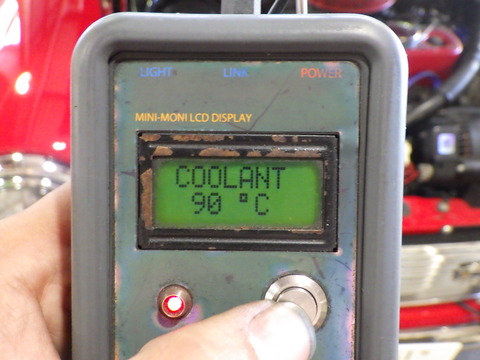 LIGHT LINK POWER
MINI-MONI LCD DISPLAY
COOLANT
90 °C